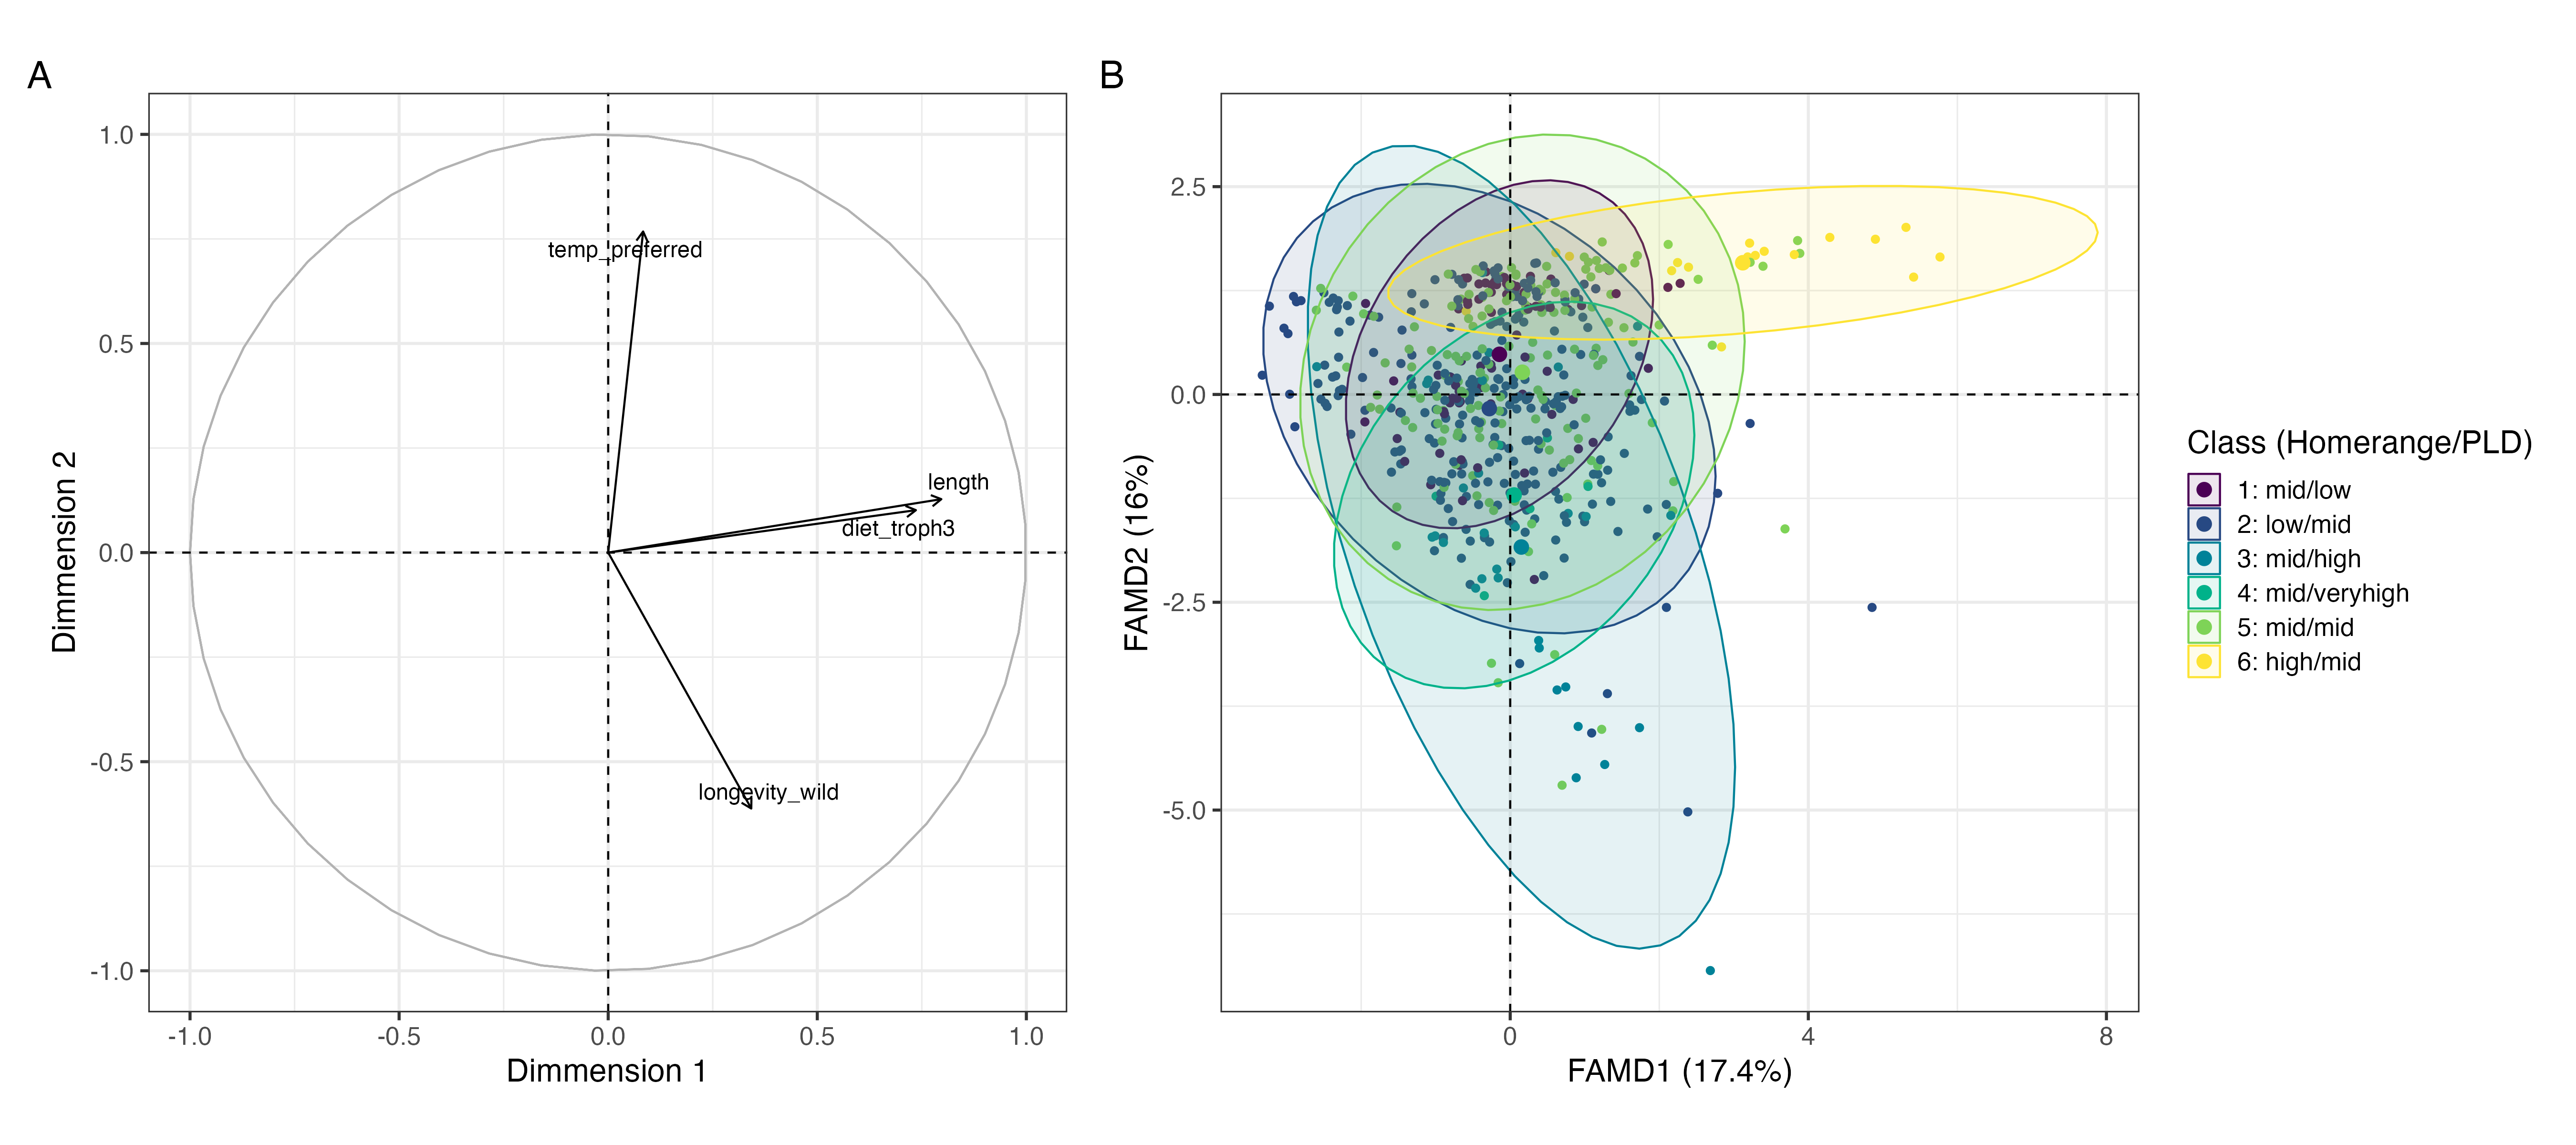 A
1.0
0.5
0.0
-0.5
-1.0
Dimmension 2
temp_preferred
length
diet_troph3
longevity_wild
-1.0
-0.5
0.0
0.5
1.0
Dimmension 1
B
2.5
0.0
-2.5
-5.0
FAMD2 (16%)
0
4
8
FAMD1 (17.4%)
Class (Homerange/PLD)
1: mid/low
2: low/mid
3: mid/high
4: mid/veryhigh
5: mid/mid
6: high/mid